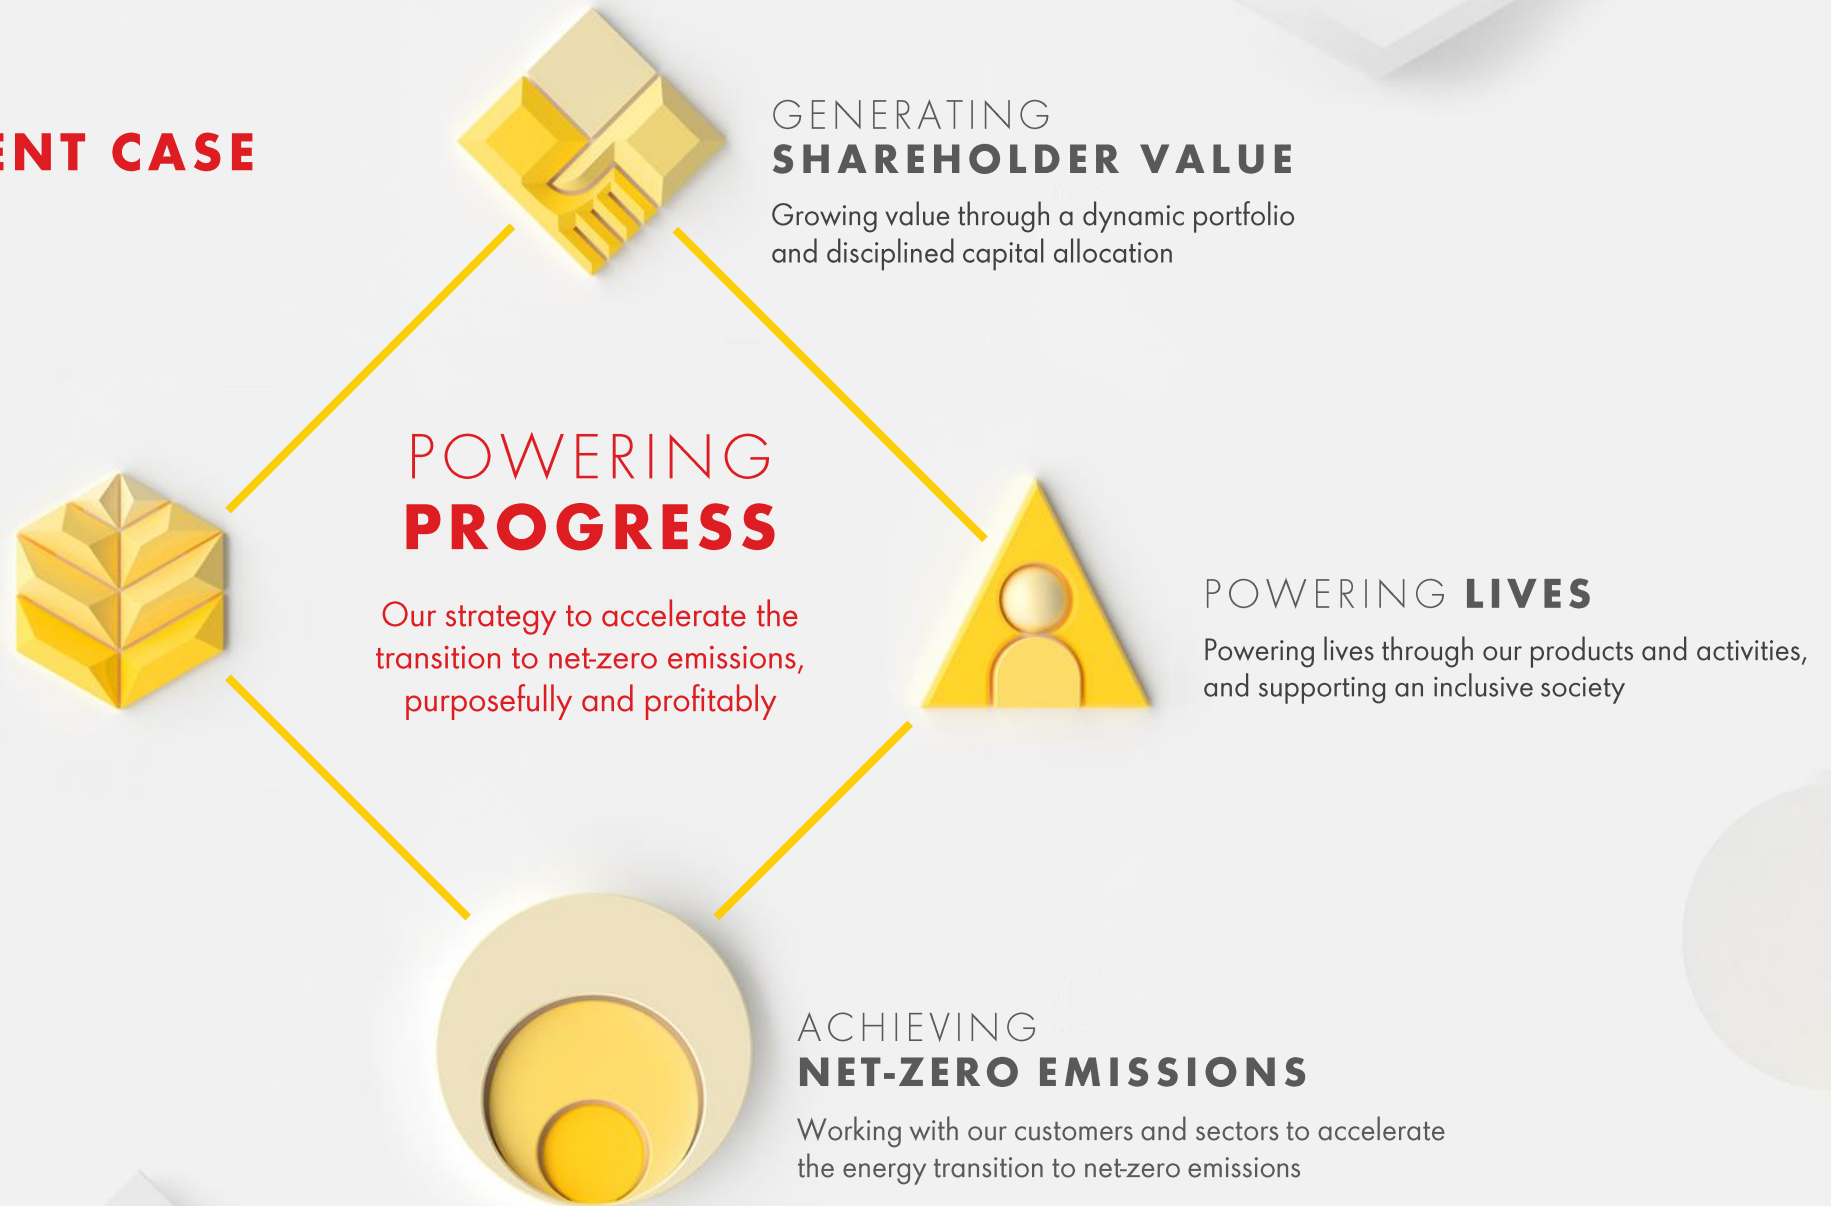 GENERATING
SHAREHOLDER VALUE
Growing value through a dynamic portfolio
and disciplined capital allocation
ENT CASE
POWERING
PROGRESS
Our strategy to accelerate the
transition to net-zero emissions,
purposefully and profitably
POWERING LIVES
Powering lives through our products and activities,
and supporting an inclusive society
ACHIEVING
NET-ZERO EMISSIONS
Working with our customers and sectors to accelerate
the energy transition to net-zero emissions